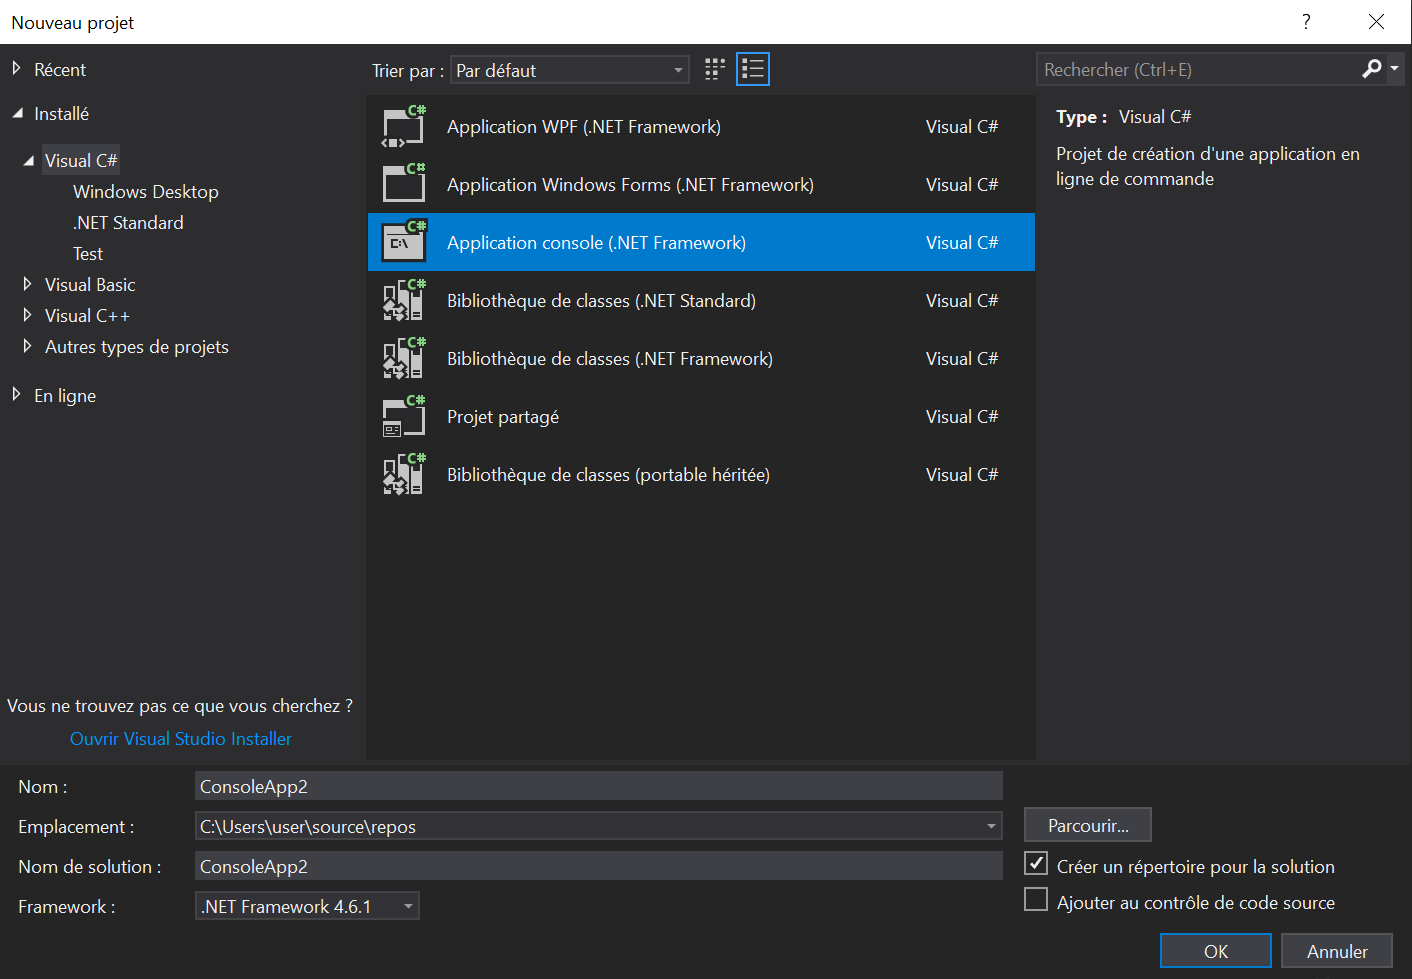 Nouveau projet
?
Récent
Installé
Visual C#
Windows Desktop
.NET Standard
Test
Visual Basic
Visual C++
Autres types de projets
En ligne
Vous ne trouvez pas ce que vous cherchez ?
Ouvrir Visual Studio Installer
Trier par : Par défaut
C# Application WPF (.NET Framework) Visual C#
C# Application Windows Forms (.NET Framework) Visual C#
C# C:\ Application console (.NET Framework) Visual C#
C# Bibliothèque de classes (.NET Standard) Visual C#
C# Bibliothèque de classes (.NET Framework) Visual C#
C# Projet partagé Visual C#
C# Bibliothèque de classes (portable héritée) Visual C#
Rechercher (Ctrl+E)
Type : Visual C#
Projet de création d'une application en
ligne de commande
Nom : ConsoleApp2
Emplacement : C:\Users\user\source\repos
Parcourir...
Nom de solution : ConsoleApp2
Créer un répertoire pour la solution
Framework : .NET Framework 4.6.1
Ajouter au contrôle de code source
OK Annuler